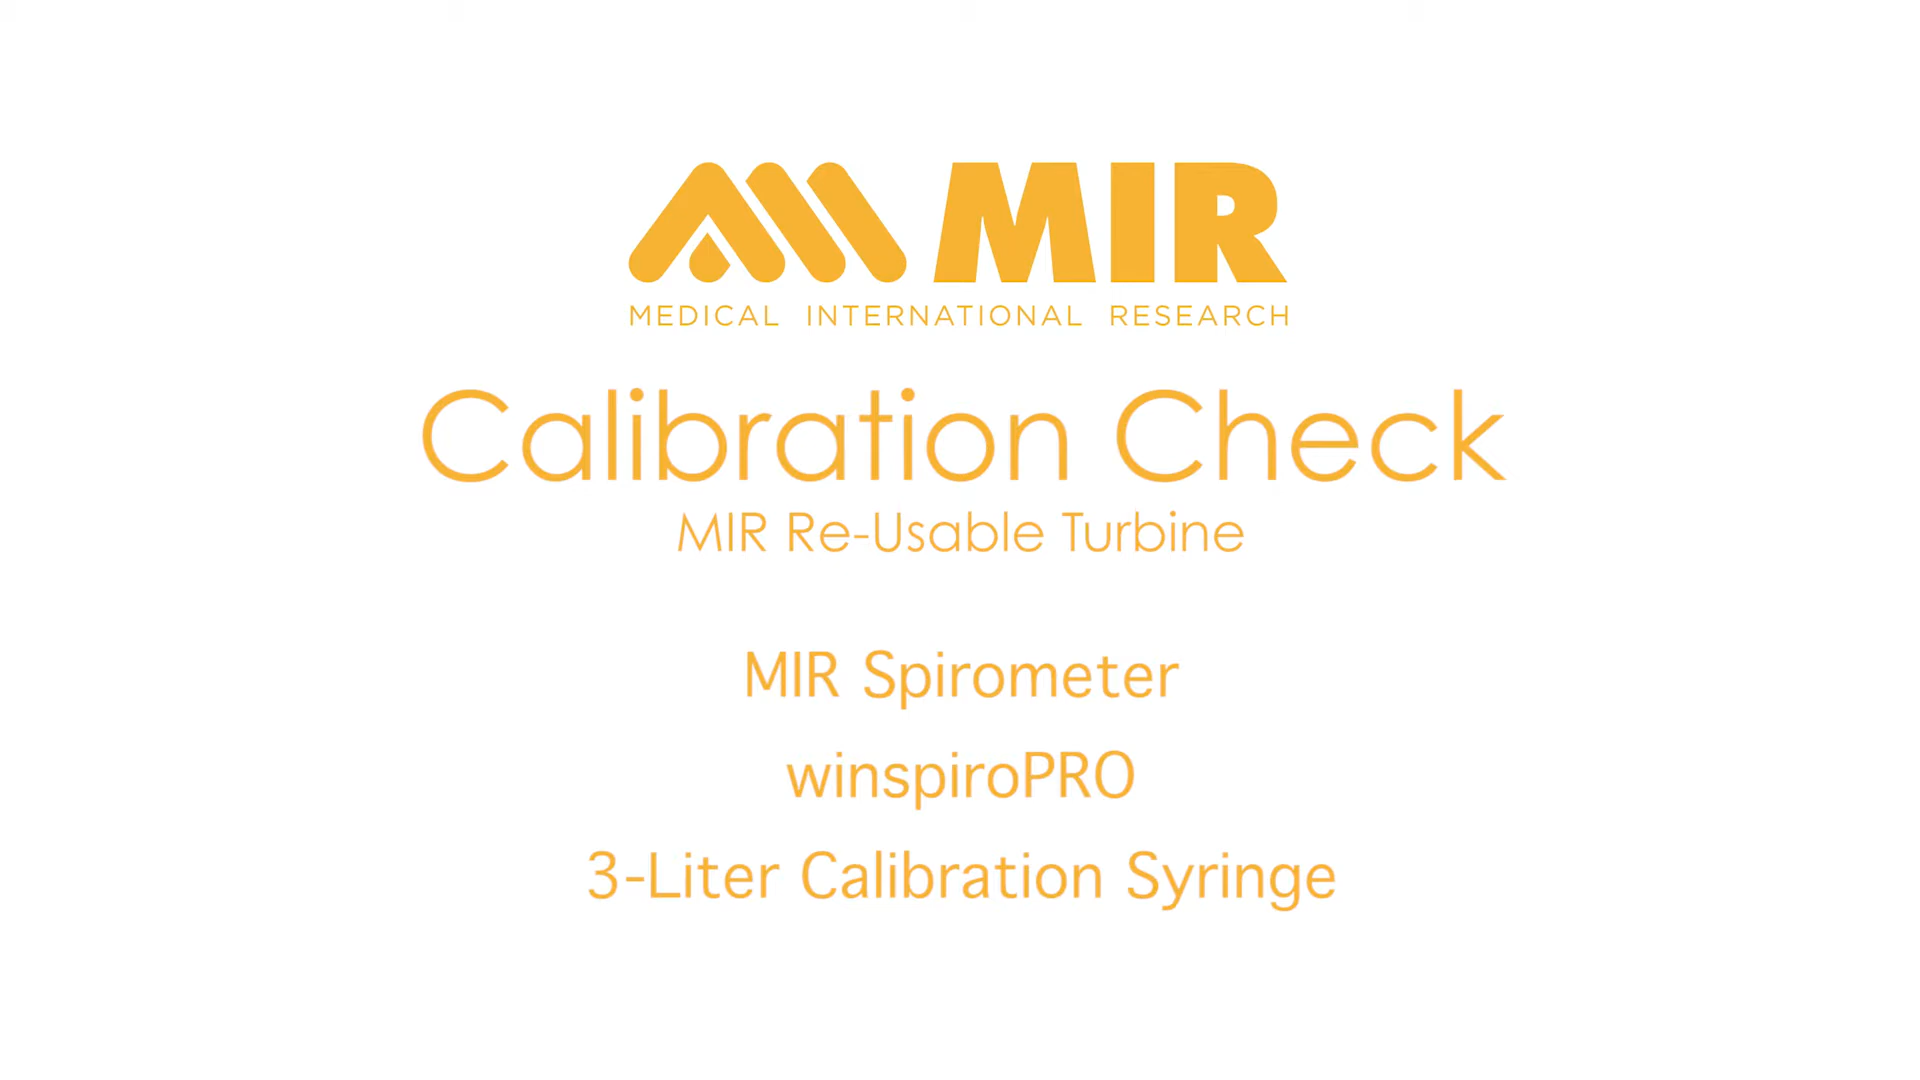 MIR
MEDICAL INTERNATIONAL RESEARCH
Calibration Check
MIR Re-Usable Turbine
MIR Spirometer
winspiroPRO
3-Liter Calibration Syringe